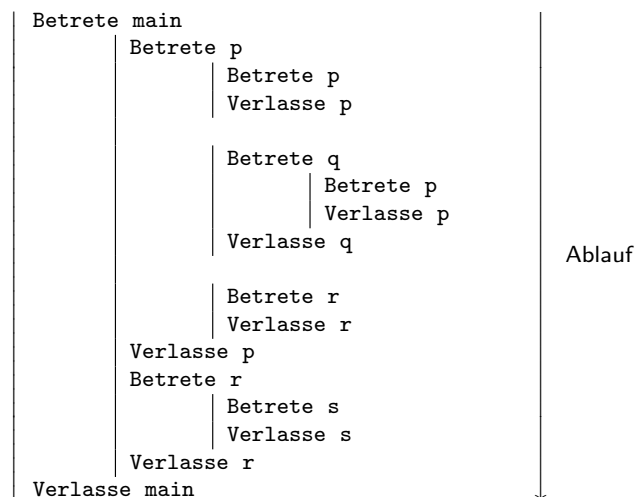 Betrete main
Betrete p
Betrete p
Verlasse p
Betrete q
Betrete p
Verlasse p
Verlasse q
Ablauf
Betrete r
Verlasse r
Verlasse p
Betrete r
Betrete s
Verlasse s
Verlasse r
Verlasse main